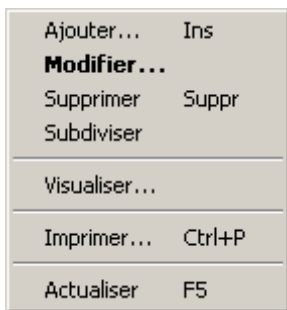 Ajouter... Ins
Modifier...
Supprimer Suppr
Subdiviser
Visualiser...
Imprimer... Ctrl+P
Actualiser F5